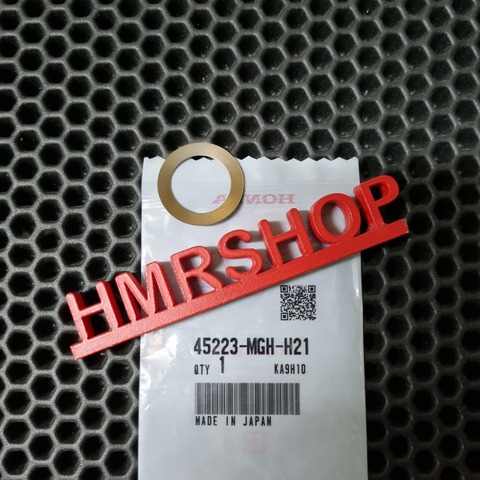 HONDA
HMRSHOP
45223-MGH-H21
QTY 1 KA9H10
MADE IN JAPAN